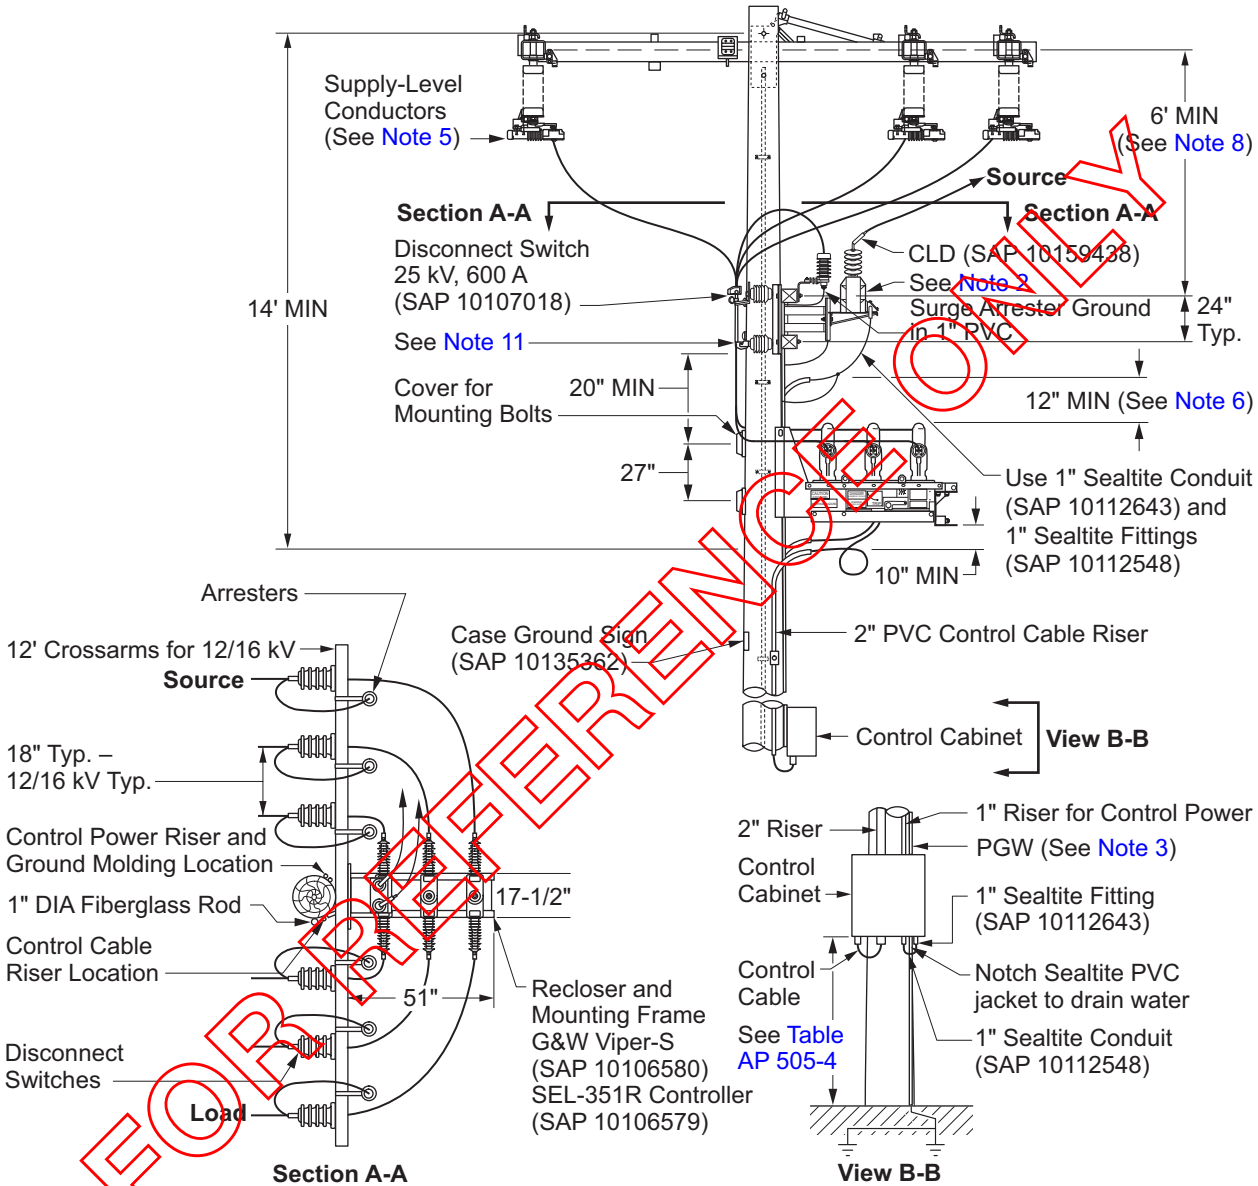 Supply-Level
Conductors
(See Note 5)
6' MIN
(See Note 8)
Source
Section A-A
Section A-A
Disconnect Switch
25 kV, 600 A
(SAP 10107018)
CLD (SAP 10159438)
See Note 2
Surge Arrester Ground
in 1" PVC
24"
Typ.
14' MIN
See Note 11
Cover for
Mounting Bolts
20" MIN
12" MIN (See Note 6)
27"
Use 1" Sealtite Conduit
(SAP 10112643) and
1" Sealtite Fittings
(SAP 10112548)
10" MIN
Arresters
12' Crossarms for 12/16 kV
Source
Case Ground Sign
(SAP 10135362)
2" PVC Control Cable Riser
18" Typ. –
12/16 kV Typ.
Control Cabinet
View B-B
Control Power Riser and
Ground Molding Location
1" DIA Fiberglass Rod
Control Cable
Riser Location
17-1/2"
51"
Disconnect
Switches
Load
Recloser and
Mounting Frame
G&W Viper-S
(SAP 10106580)
SEL-351R Controller
(SAP 10106579)
Section A-A
2" Riser
1" Riser for Control Power
PGW (See Note 3)
Control
Cabinet
1" Sealtite Fitting
(SAP 10112643)
Control
Cable
Notch Sealtite PVC
jacket to drain water
See Table
AP 505-4
1" Sealtite Conduit
(SAP 10112548)
View B-B
FOR REFERENCE ONLY